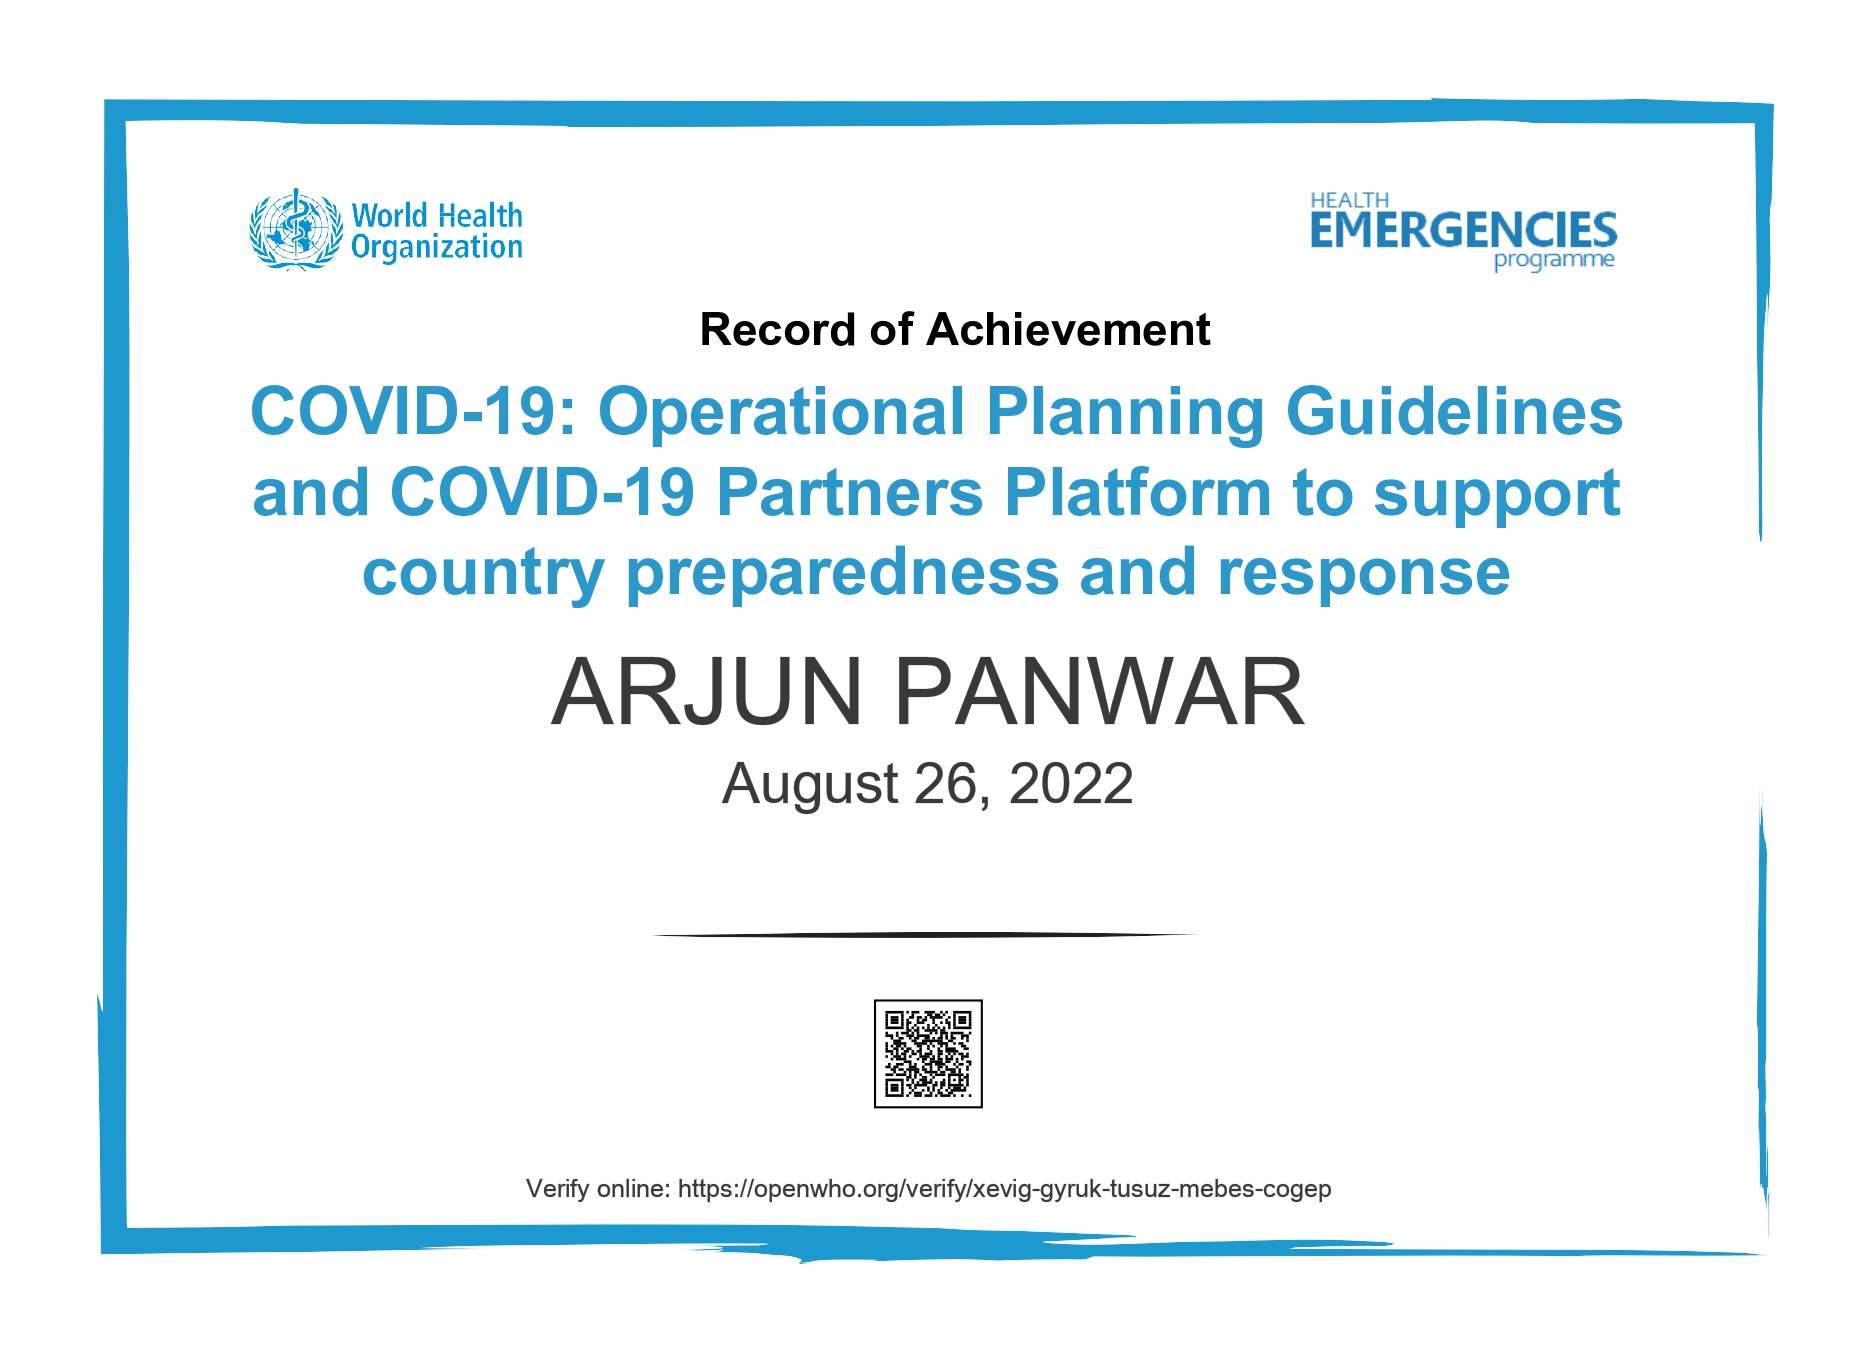 World Health
Organization
HEALTH
EMERGENCIES
programme
Record of Achievement
COVID-19: Operational Planning Guidelines
and COVID-19 Partners Platform to support
country preparedness and response
ARJUN PANWAR
August 26, 2022
Verify online: https://openwho.org/verify/xevig-gyruk-tusuz-mebes-cogep